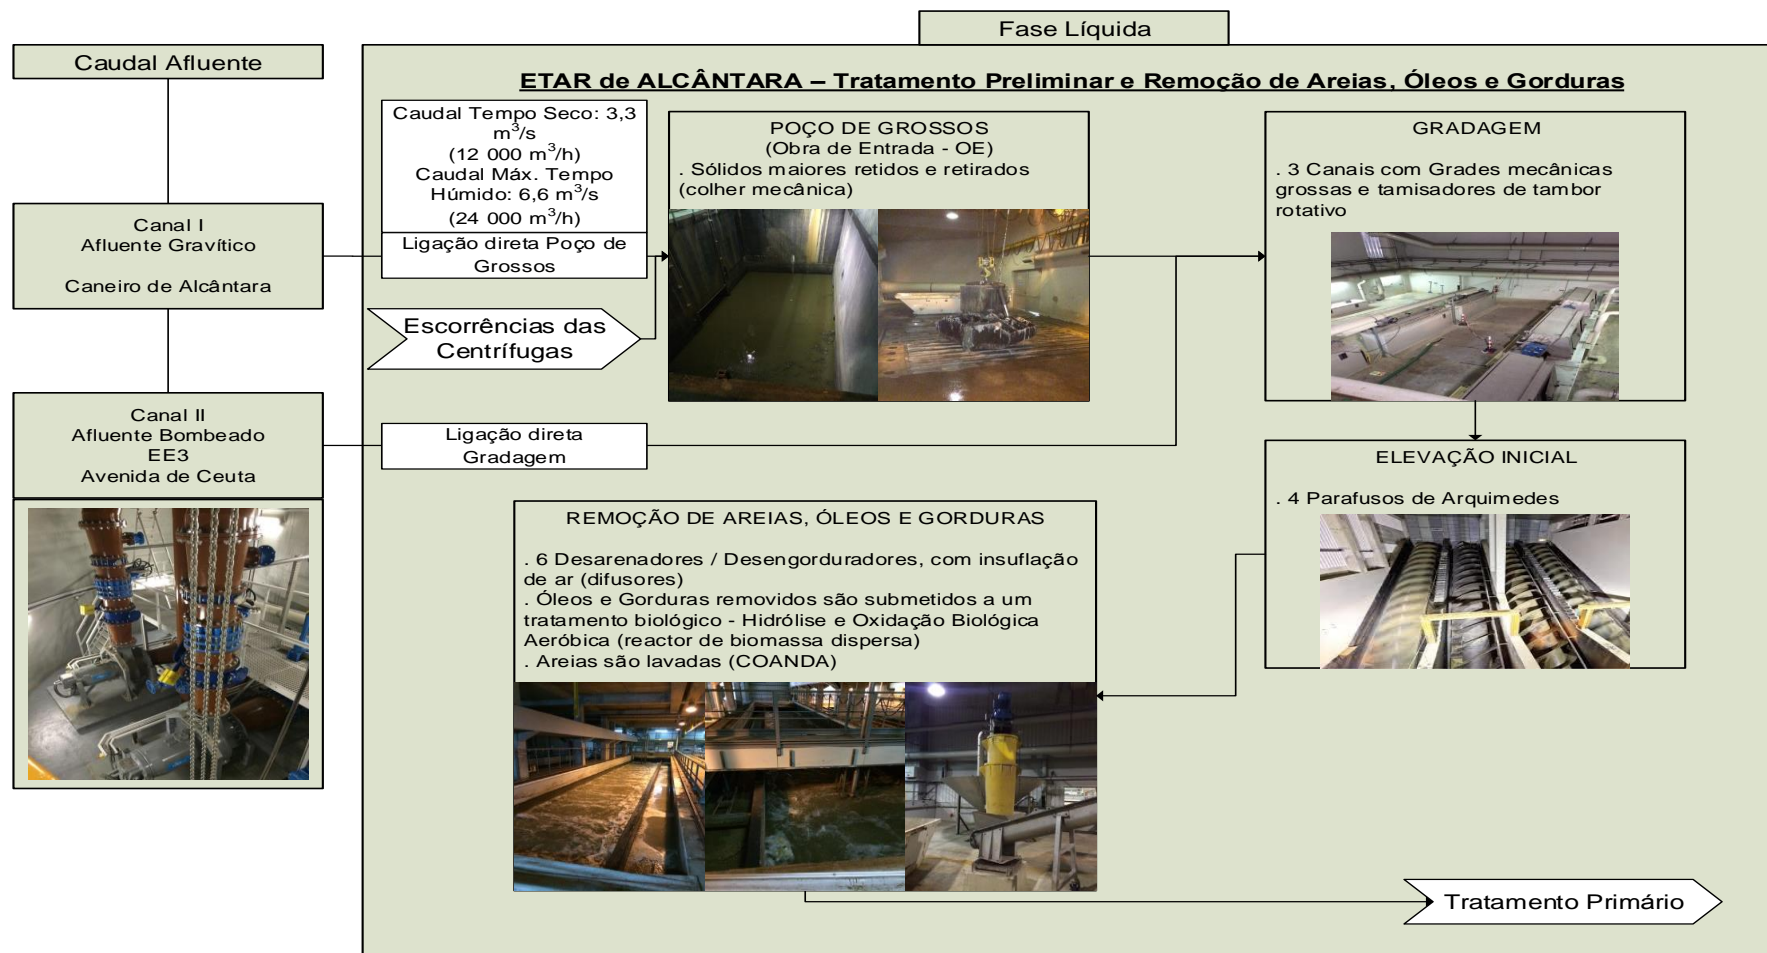 Fase Líquida
Caudal Afluente
ETAR de ALCÂNTARA – Tratamento Preliminar e Remoção de Areias, Óleos e Gorduras
Canal I
Afluente Gravítico
Caneiro de Alcântara
Canal II
Afluente Bombeado
EE3
Avenida de Ceuta
Caudal Tempo Seco: 3,3
m³/s
(12 000 m³/h)
Caudal Máx. Tempo
Húmido: 6,6 m³/s
(24 000 m³/h)
Ligação direta Poço de
Grossos
Escorrências das
Centrífugas
Ligação direta
Gradagem
POÇO DE GROSSOS
(Obra de Entrada - OE)
. Sólidos maiores retidos e retirados
(colher mecânica)
GRADAGEM
. 3 Canais com Grades mecânicas
grossas e tamisadores de tambor
rotativo
ELEVAÇÃO INICIAL
. 4 Parafusos de Arquimedes
REMOÇÃO DE AREIAS, ÓLEOS E GORDURAS
. 6 Desarenadores / Desengorduradores, com insuflação
de ar (difusores)
. Óleos e Gorduras removidos são submetidos a um
tratamento biológico - Hidrólise e Oxidação Biológica
Aeróbica (reactor de biomassa dispersa)
. Areias são lavadas (COANDA)
Tratamento Primário